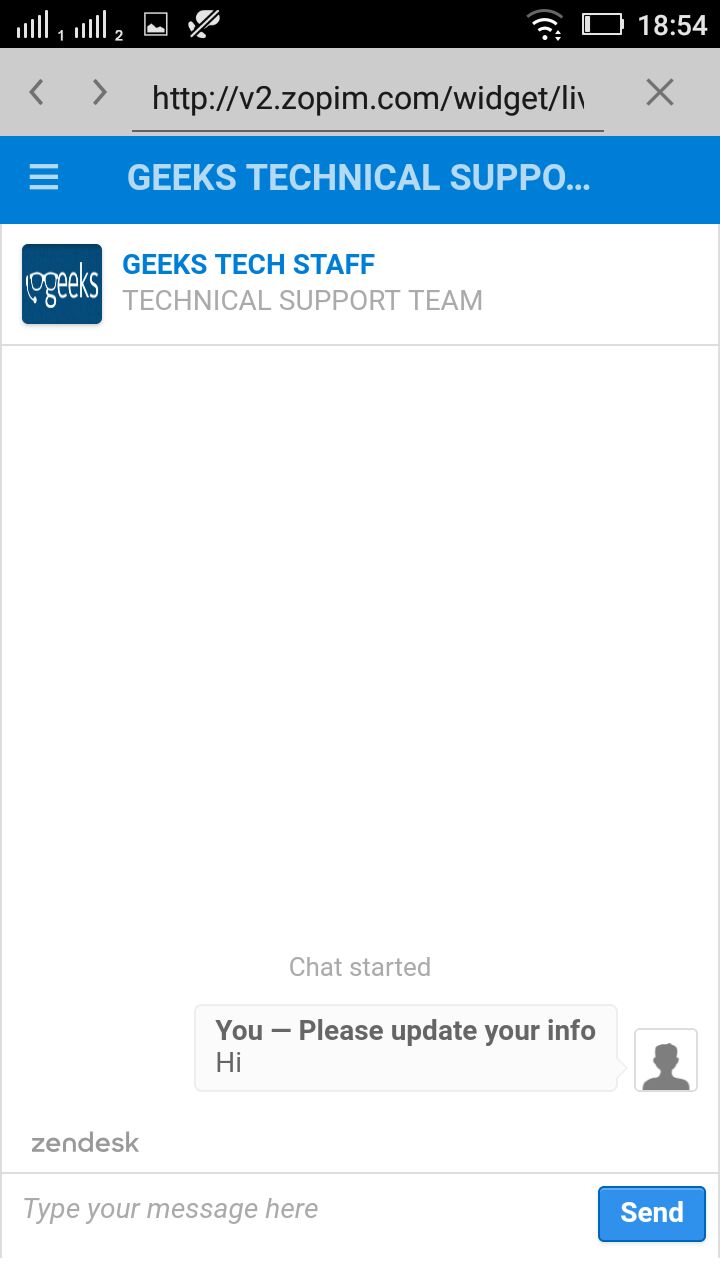 1 2 18:54
http://v2.zopim.com/widget/liv
GEEKS TECHNICAL SUPPO...
geeks
GEEKS TECH STAFF
TECHNICAL SUPPORT TEAM
Chat started
You — Please update your info
Hi
zendesk
Type your message here
Send